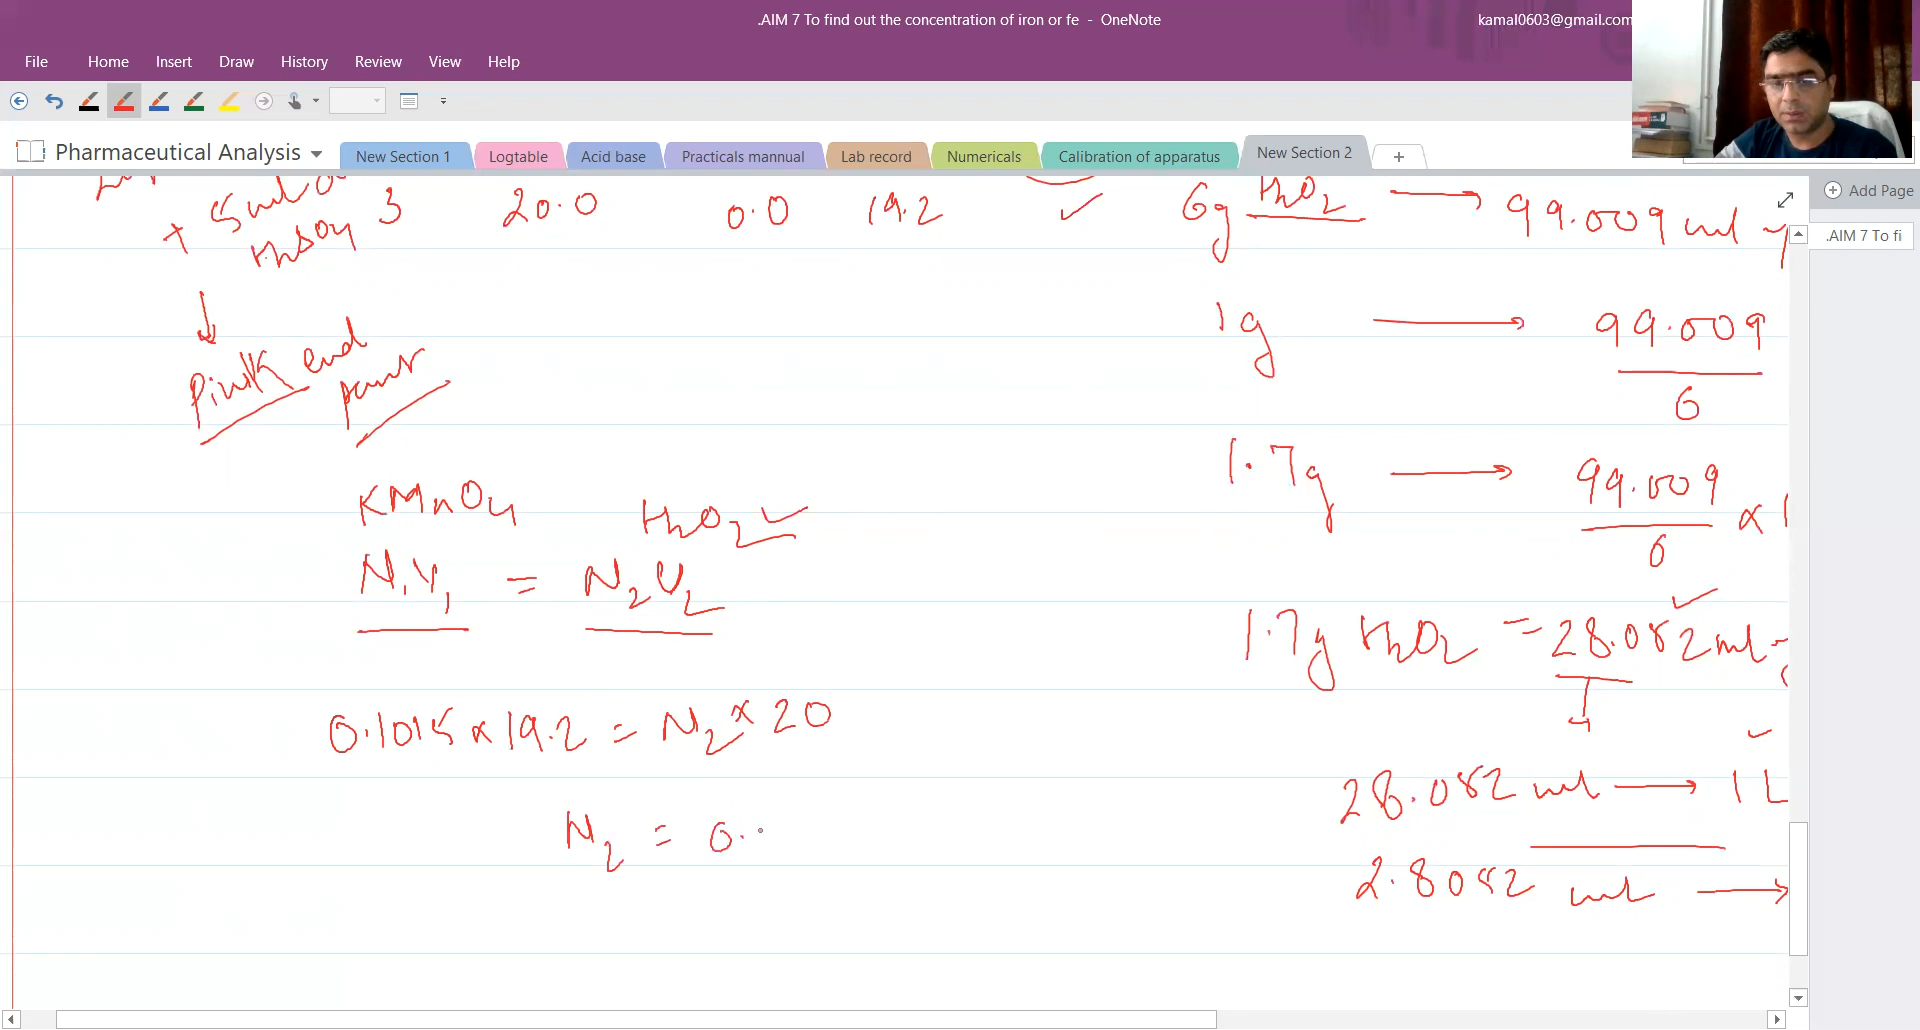 .AIM 7 To find out the concentration of iron or fe - OneNote
kamal0603@gmail.com
File Home Insert Draw History Review View Help
Pharmaceutical Analysis
New Section 1 Logtable Acid base Practicals mannual Lab record Numericals Calibration of apparatus New Section 2
Add Page
.AIM 7 To fi
+ 5ml
H2SO4
3 20.0 0.0 19.2
Pink end
point
KMnO4 H2O2
N1V1 = N2V2
0.1015 x 19.2 = N2 x 20
N2 = 0.
6g H2O2 → 99.009 ml
1g → 99.009
6
1.7g → 99.009
6 x 1
1.7g H2O2 = 28.082 ml
28.082 ml → 1L
2.8082 ml →